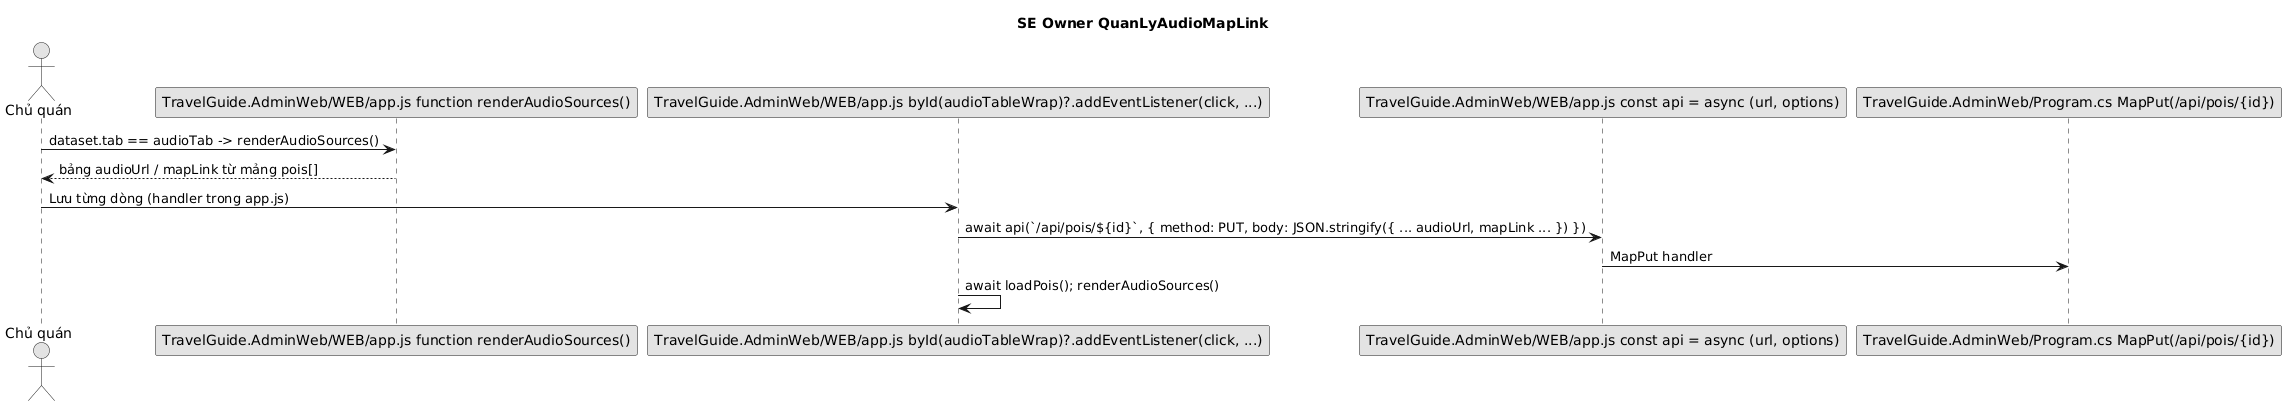 SE Owner QuanLyAudioMapLink
Chủ quán
TravelGuide.AdminWeb/WEB/app.js function renderAudioSources()
TravelGuide.AdminWeb/WEB/app.js byId(audioTableWrap)?.addEventListener(click, ...)
TravelGuide.AdminWeb/WEB/app.js const api = async (url, options)
TravelGuide.AdminWeb/Program.cs MapPut(/api/pois/{id})
dataset.tab == audioTab -> renderAudioSources()
bảng audioUrl / mapLink từ mảng pois[]
Lưu từng dòng (handler trong app.js)
await api(`/api/pois/${id}`, { method: PUT, body: JSON.stringify({ ... audioUrl, mapLink ... }) })
MapPut handler
await loadPois(); renderAudioSources()
Chủ quán
TravelGuide.AdminWeb/WEB/app.js function renderAudioSources()
TravelGuide.AdminWeb/WEB/app.js byId(audioTableWrap)?.addEventListener(click, ...)
TravelGuide.AdminWeb/WEB/app.js const api = async (url, options)
TravelGuide.AdminWeb/Program.cs MapPut(/api/pois/{id})